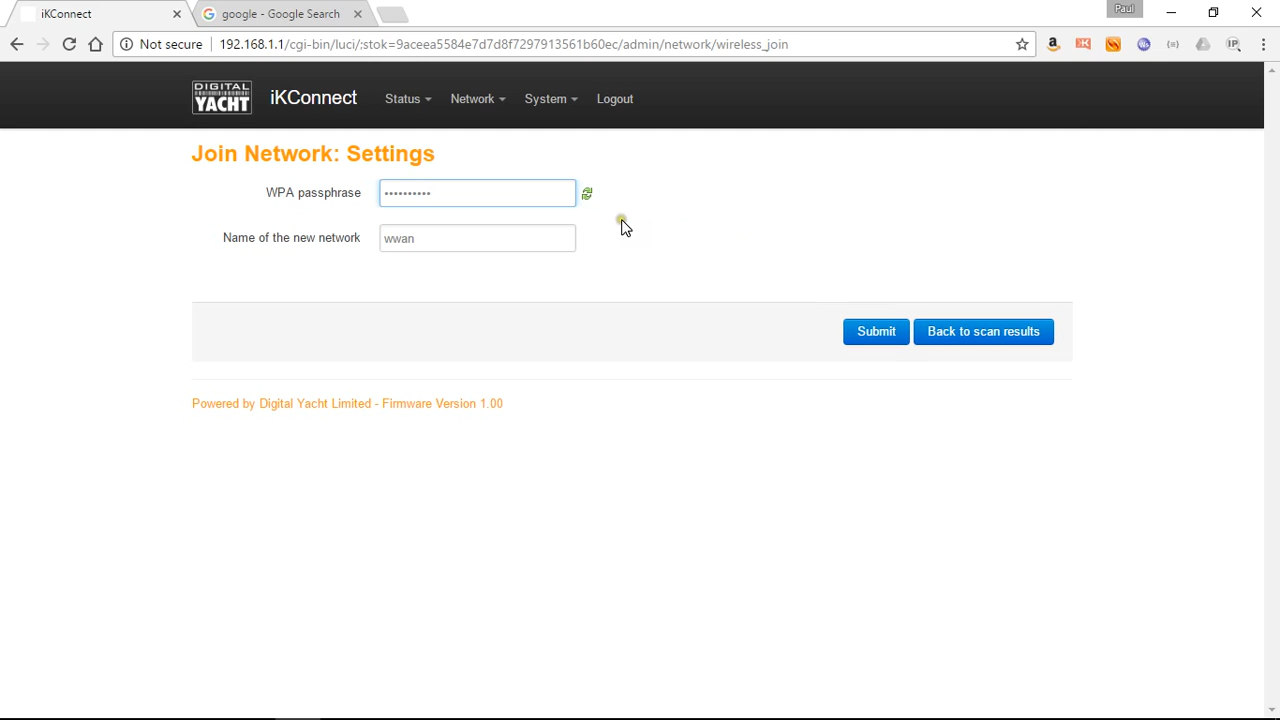 iKConnect
google - Google Search
Paul
Not secure
192.168.1.1/cgi-bin/luci/;stok=9aeeea5584e7d7d8f7297913561b60ec/admin/network/wireless_join
DIGITAL
YACHT
iKConnect
Status
Network
System
Logout
Join Network: Settings
WPA passphrase
••••••••••
Name of the new network
wwan
Submit
Back to scan results
Powered by Digital Yacht Limited - Firmware Version 1.00